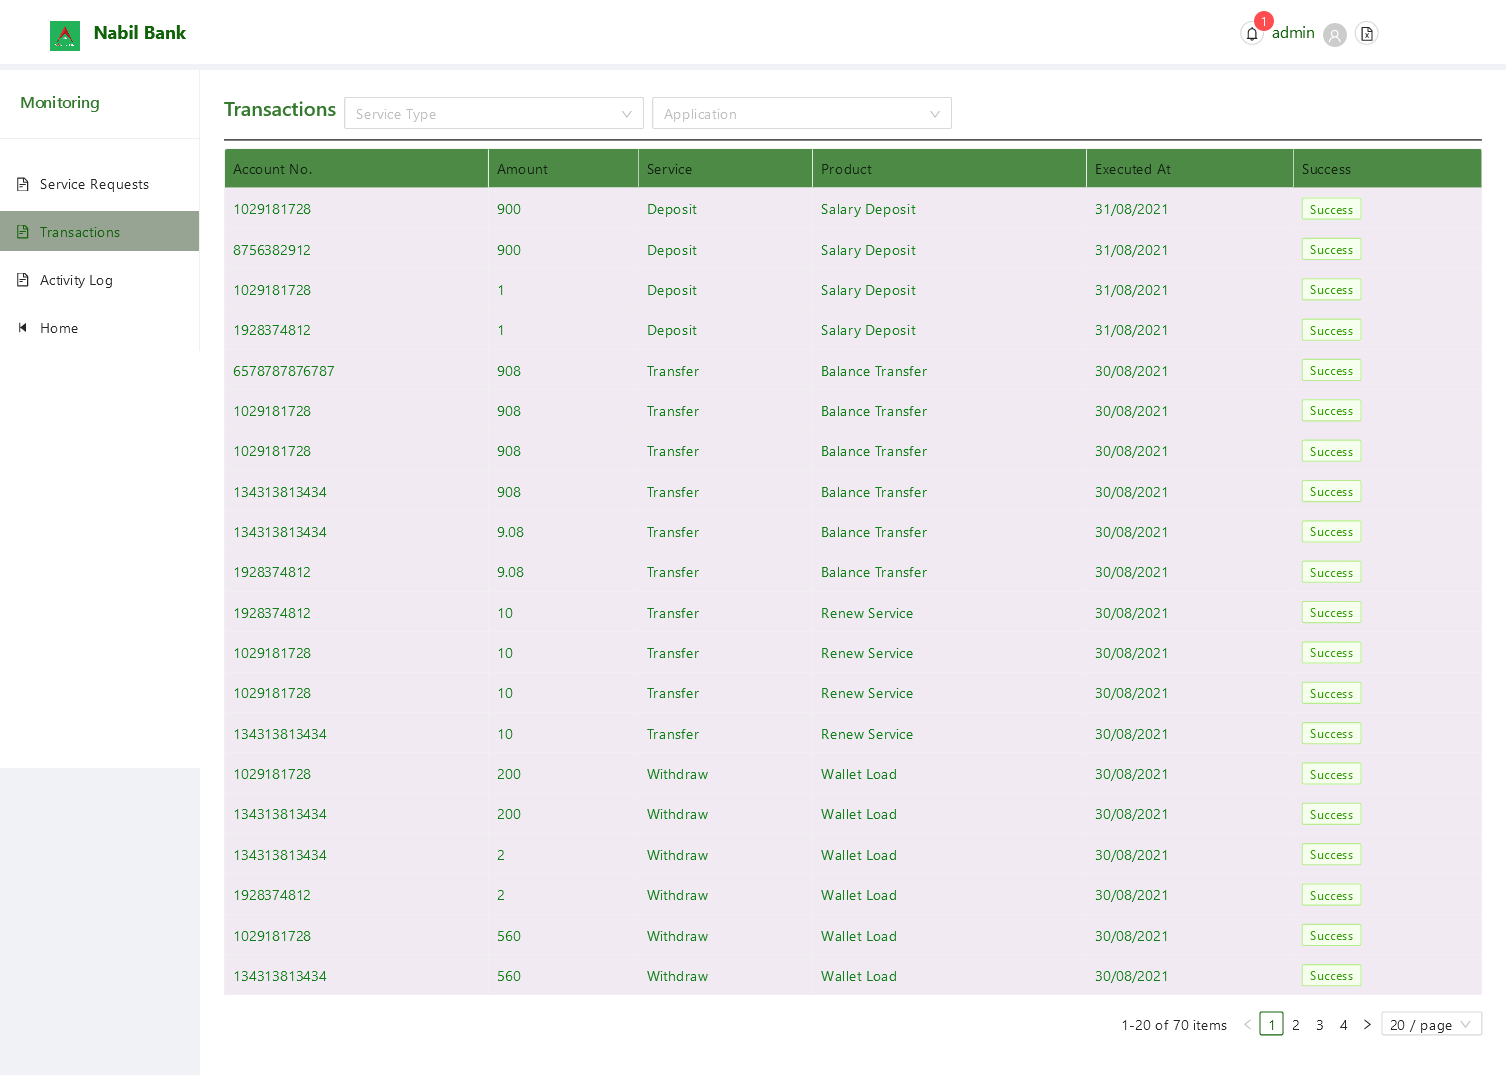 Nabil Bank
1 admin
Monitoring
Service Requests
Transactions
Activity Log
Home
Transactions Service Type Application
Account No. Amount Service Product Executed At Success
1029181728 900 Deposit Salary Deposit 31/08/2021 Success
8756382912 900 Deposit Salary Deposit 31/08/2021 Success
1029181728 1 Deposit Salary Deposit 31/08/2021 Success
1928374812 1 Deposit Salary Deposit 31/08/2021 Success
6578787876787 908 Transfer Balance Transfer 30/08/2021 Success
1029181728 908 Transfer Balance Transfer 30/08/2021 Success
1029181728 908 Transfer Balance Transfer 30/08/2021 Success
134313813434 908 Transfer Balance Transfer 30/08/2021 Success
134313813434 9.08 Transfer Balance Transfer 30/08/2021 Success
1928374812 9.08 Transfer Balance Transfer 30/08/2021 Success
1928374812 10 Transfer Renew Service 30/08/2021 Success
1029181728 10 Transfer Renew Service 30/08/2021 Success
1029181728 10 Transfer Renew Service 30/08/2021 Success
134313813434 10 Transfer Renew Service 30/08/2021 Success
1029181728 200 Withdraw Wallet Load 30/08/2021 Success
134313813434 200 Withdraw Wallet Load 30/08/2021 Success
134313813434 2 Withdraw Wallet Load 30/08/2021 Success
1928374812 2 Withdraw Wallet Load 30/08/2021 Success
1029181728 560 Withdraw Wallet Load 30/08/2021 Success
134313813434 560 Withdraw Wallet Load 30/08/2021 Success
1-20 of 70 items < 1 2 3 4 > 20 / page